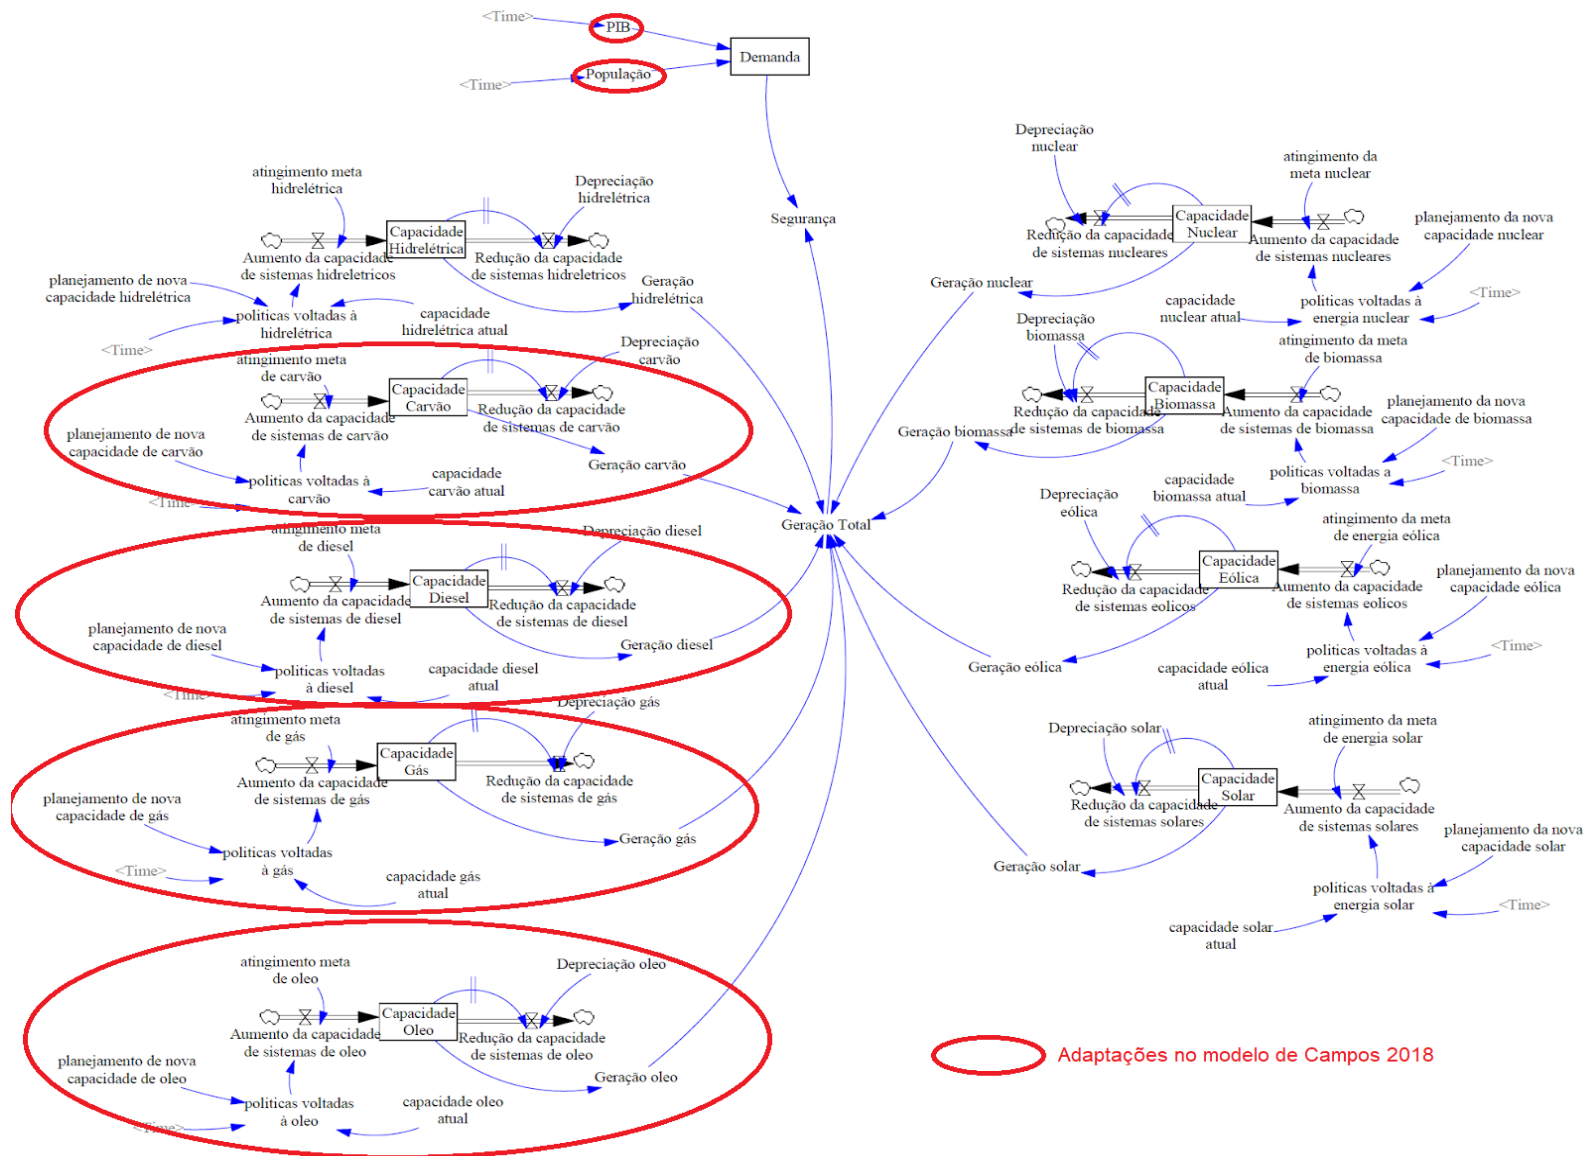 <Time>
PIB
Demanda
População
<Time>
Segurança
Geração Total
atingimento meta
hidrelétrica
Depreciação
hidrelétrica
Capacidade
Hidrelétrica
Aumento da capacidade
de sistemas hidreletricos
Redução da capacidade
de sistemas hidreletricos
planejamento de nova
capacidade hidrelétrica
Geração
hidrelétrica
politicas voltadas à
hidrelétrica
capacidade
hidrelétrica atual
<Time>
atingimento meta
de carvão
Depreciação
carvão
Capacidade
Carvão
Aumento da capacidade
de sistemas de carvão
Redução da capacidade
de sistemas de carvão
planejamento de nova
capacidade de carvão
Geração carvão
politicas voltadas à
carvão
capacidade
carvão atual
<Time>
atingimento meta
de diesel
Depreciação diesel
Capacidade
Diesel
Aumento da capacidade
de sistemas de diesel
Redução da capacidade
de sistemas de diesel
planejamento de nova
capacidade de diesel
Geração diesel
politicas voltadas
à diesel
capacidade diesel
atual
<Time>
atingimento meta
de gás
Depreciação gás
Capacidade
Gás
Aumento da capacidade
de sistemas de gás
Redução da capacidade
de sistemas de gás
planejamento de nova
capacidade de gás
Geração gás
politicas voltadas
à gás
<Time>
capacidade gás
atual
atingimento meta
de oleo
Depreciação oleo
Capacidade
Oleo
Aumento da capacidade
de sistemas de oleo
Redução da capacidade
de sistemas de oleo
planejamento de nova
capacidade de oleo
Geração oleo
politicas voltadas
à oleo
capacidade oleo
atual
<Time>
Depreciação
nuclear
atingimento da
meta nuclear
Capacidade
Nuclear
Redução da capacidade
de sistemas nucleares
Aumento da capacidade
de sistemas nucleares
planejamento da nova
capacidade nuclear
Geração nuclear
capacidade
nuclear atual
politicas voltadas à
energia nuclear
<Time>
Depreciação
biomassa
atingimento da meta
de biomassa
Capacidade
Biomassa
Redução da capacidade
de sistemas de biomassa
Aumento da capacidade
de sistemas de biomassa
planejamento da nova
capacidade de biomassa
Geração biomassa
capacidade
biomassa atual
politicas voltadas a
biomassa
<Time>
Depreciação
eólica
atingimento da meta
de energia eólica
Capacidade
Eólica
Redução da capacidade
de sistemas eolicos
Aumento da capacidade
de sistemas eolicos
planejamento da nova
capacidade eólica
Geração eólica
capacidade eólica
atual
politicas voltadas à
energia eólica
<Time>
Depreciação solar
atingimento da meta
de energia solar
Capacidade
Solar
Redução da capacidade
de sistemas solares
Aumento da capacidade
de sistemas solares
planejamento da nova
capacidade solar
Geração solar
politicas voltadas à
energia solar
<Time>
capacidade solar
atual
Adaptações no modelo de Campos 2018